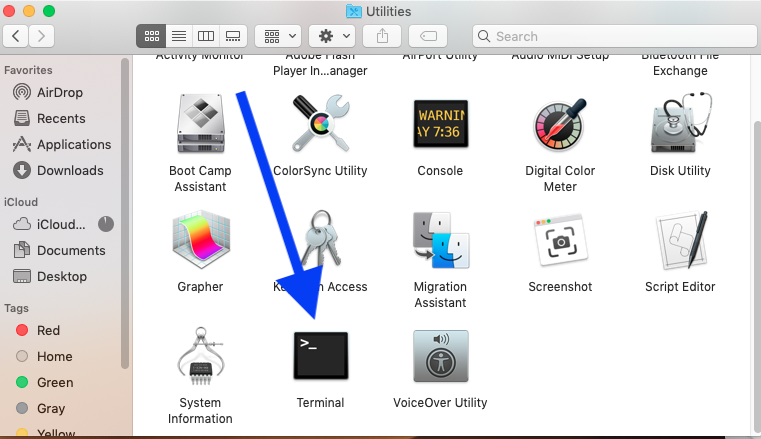 Utilities
Search
Favorites
AirDrop
Recents
Applications
Downloads
iCloud
iCloud...
Documents
Desktop
Tags
Red
Home
Green
Gray
Yellow
Activity Monitor
Adobe Flash
Player In...anager
AirPort Utility
Audio MIDI Setup
Bluetooth File
Exchange
WARNIN
AY 7:36
Boot Camp
Assistant
ColorSync Utility
Console
Digital Color
Meter
Disk Utility
Grapher
Access
Migration
Assistant
Screenshot
Script Editor
>_
System
Information
Terminal
VoiceOver Utility